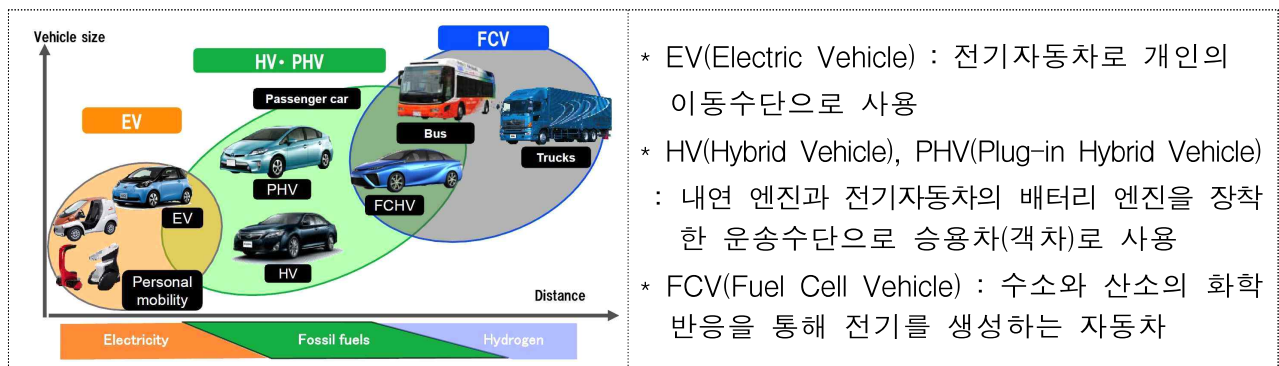 Vehicle size
FCV
HV・PHV
Passenger car
EV
Bus
Trucks
PHV
FCHV
EV
HV
Personal
mobility
Distance
Electricity
Fossil fuels
Hydrogen
* EV(Electric Vehicle) : 전기자동차로 개인의
이동수단으로 사용
* HV(Hybrid Vehicle), PHV(Plug-in Hybrid Vehicle)
: 내연 엔진과 전기자동차의 배터리 엔진을 장착
한 운송수단으로 승용차(객차)로 사용
* FCV(Fuel Cell Vehicle) : 수소와 산소의 화학
반응을 통해 전기를 생성하는 자동차